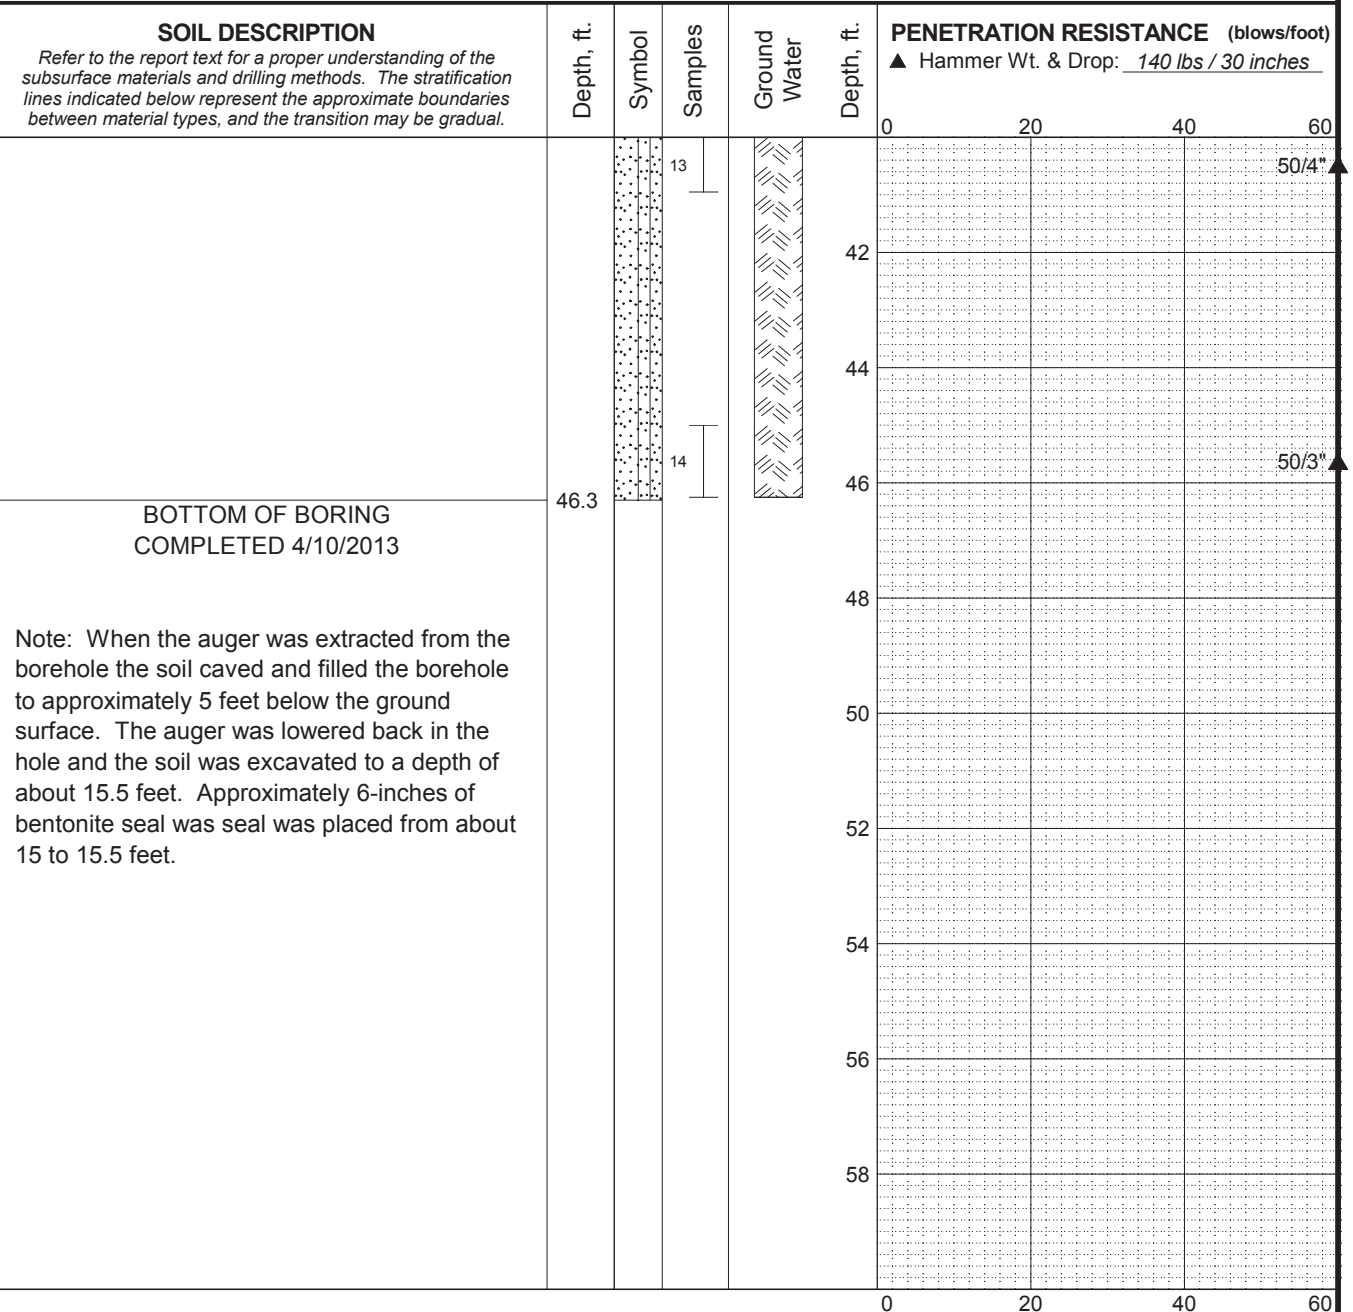 SOIL DESCRIPTION
Refer to the report text for a proper understanding of the
subsurface materials and drilling methods. The stratification
lines indicated below represent the approximate boundaries
between material types, and the transition may be gradual.
Depth, ft.
Symbol
Samples
Ground
Water
Depth, ft.
PENETRATION RESISTANCE (blows/foot)
▲ Hammer Wt. & Drop: 140 lbs / 30 inches
0 20 40 60
13
50/4"
42
44
14
50/3"
46
46.3
BOTTOM OF BORING
COMPLETED 4/10/2013
48
Note: When the auger was extracted from the
borehole the soil caved and filled the borehole
to approximately 5 feet below the ground
surface. The auger was lowered back in the
hole and the soil was excavated to a depth of
about 15.5 feet. Approximately 6-inches of
bentonite seal was seal was placed from about
15 to 15.5 feet.
50
52
54
56
58
0 20 40 60